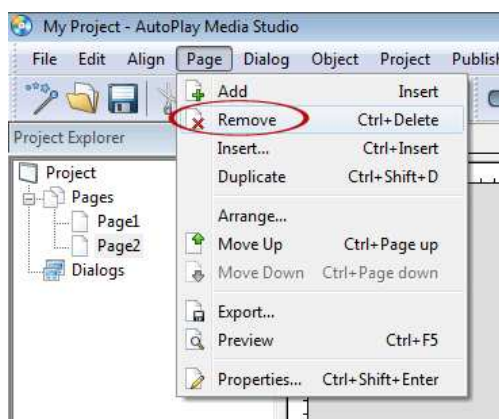 My Project - AutoPlay Media Studio
File Edit Align Page Dialog Object Project Publish
Add Insert
Remove Ctrl+Delete
Insert... Ctrl+Insert
Duplicate Ctrl+Shift+D
Arrange...
Move Up Ctrl+Page up
Move Down Ctrl+Page down
Export...
Preview Ctrl+F5
Properties... Ctrl+Shift+Enter
Project Explorer
Project
Pages
Page1
Page2
Dialogs